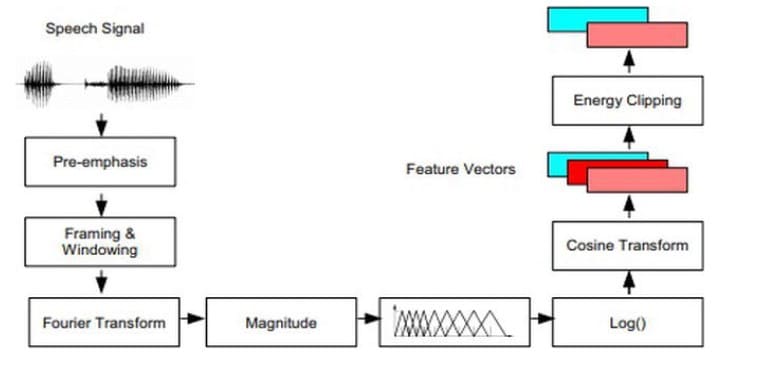 Speech Signal
Pre-emphasis
Framing &
Windowing
Fourier Transform
Magnitude
Log()
Cosine Transform
Feature Vectors
Energy Clipping